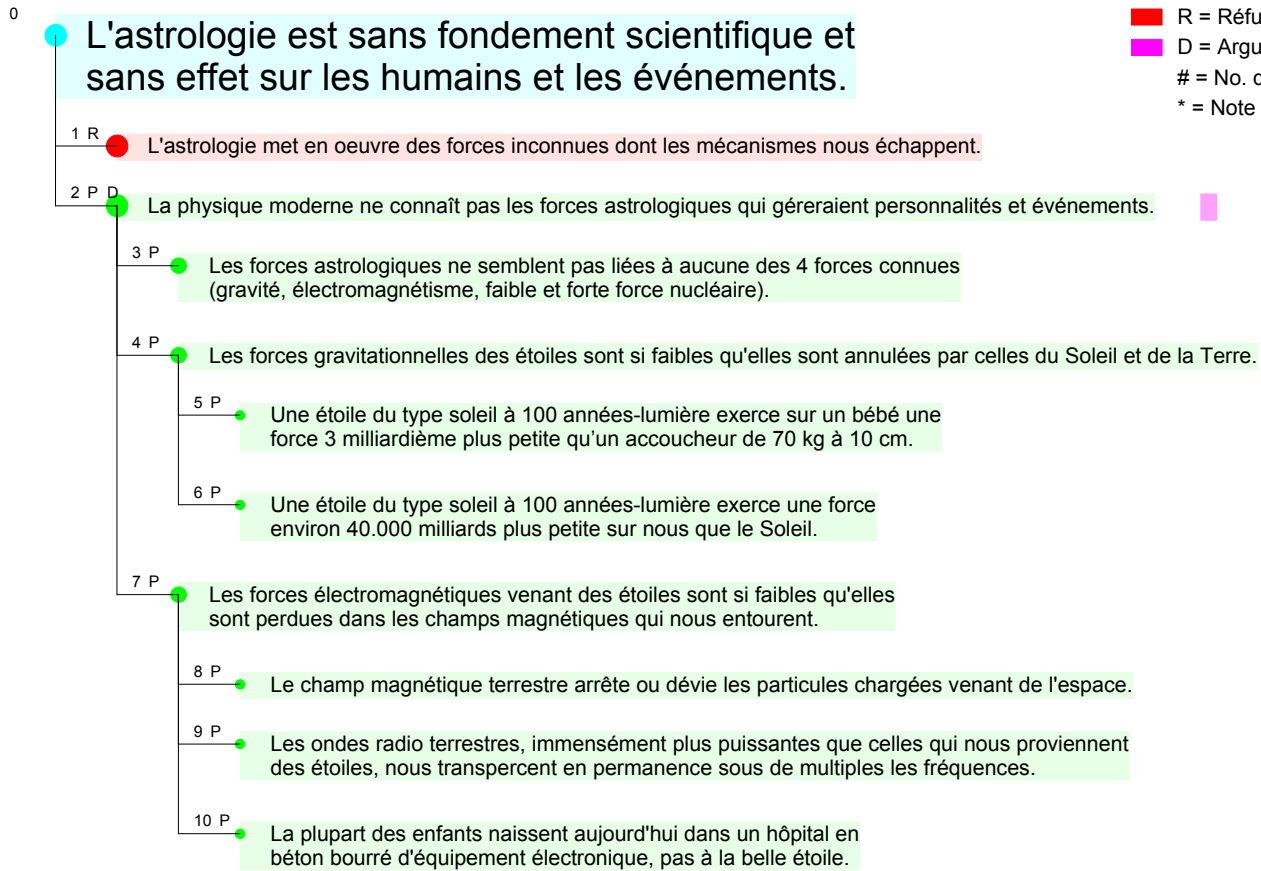 0
L'astrologie est sans fondement scientifique et
sans effet sur les humains et les événements.
R = Réfu
D = Argu
# = No. d
* = Note
1 R
L'astrologie met en oeuvre des forces inconnues dont les mécanismes nous échappent.
2 P D
La physique moderne ne connaît pas les forces astrologiques qui géreraient personnalités et événements.
3 P
Les forces astrologiques ne semblent pas liées à aucune des 4 forces connues
(gravité, électromagnétisme, faible et forte force nucléaire).
4 P
Les forces gravitationnelles des étoiles sont si faibles qu'elles sont annulées par celles du Soleil et de la Terre.
5 P
Une étoile du type soleil à 100 années-lumière exerce sur un bébé une
force 3 milliardième plus petite qu’un accoucheur de 70 kg à 10 cm.
6 P
Une étoile du type soleil à 100 années-lumière exerce une force
environ 40.000 milliards plus petite sur nous que le Soleil.
7 P
Les forces électromagnétiques venant des étoiles sont si faibles qu'elles
sont perdues dans les champs magnétiques qui nous entourent.
8 P
Le champ magnétique terrestre arrête ou dévie les particules chargées venant de l'espace.
9 P
Les ondes radio terrestres, immensément plus puissantes que celles qui nous proviennent
des étoiles, nous transpercent en permanence sous de multiples les fréquences.
10 P
La plupart des enfants naissent aujourd'hui dans un hôpital en
béton bourré d'équipement électronique, pas à la belle étoile.